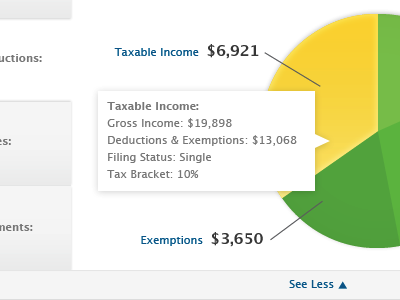 Taxable Income $6,921
uctions:
Taxable Income:
Gross Income: $19,898
Deductions & Exemptions: $13,068
es:
Filing Status: Single
Tax Bracket: 10%
ments:
Exemptions $3,650
See Less